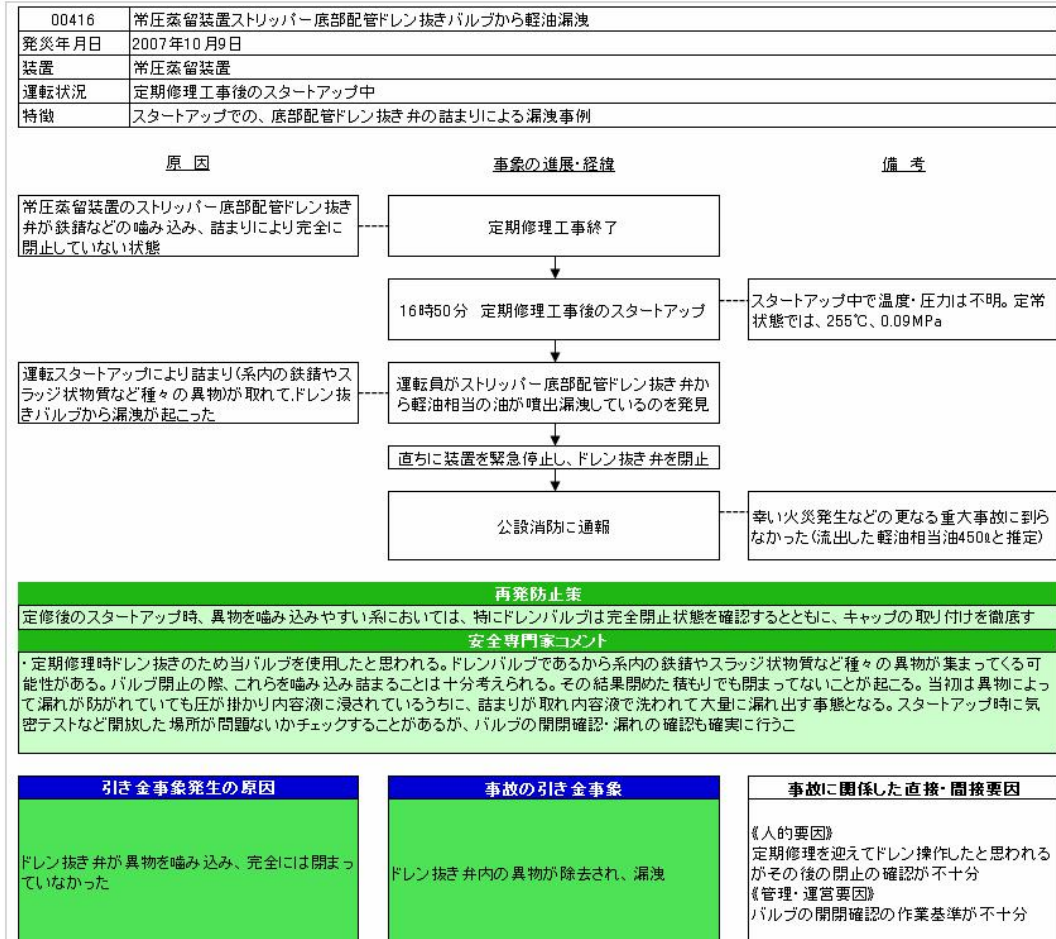 00416 常圧蒸留装置ストリッパー底部配管ドレン抜きバルブから軽油漏洩
発災年月日 2007年10月9日
装置 常圧蒸留装置
運転状況 定期修理工事後のスタートアップ中
特徴 スタートアップでの、底部配管ドレン抜き弁の詰まりによる漏洩事例
原 因
事象の進展・経緯
備 考
常圧蒸留装置のストリッパー底部配管ドレン抜き
弁が鉄錆などの噛み込み、詰まりにより完全に
閉止していない状態
定期修理工事終了
16時50分 定期修理工事後のスタートアップ
スタートアップ中で温度・圧力は不明。定常
状態では、255℃、0.09MPa
運転スタートアップにより詰まり(系内の鉄錆やス
ラッジ状物質など種々の異物)が取れて、ドレン抜
きバルブから漏洩が起こった
運転員がストリッパー底部配管ドレン抜き弁か
ら軽油相当の油が噴出漏洩しているのを発見
直ちに装置を緊急停止し、ドレン抜き弁を閉止
公設消防に通報
幸い火災発生などの更なる重大事故に到ら
なかった(流出した軽油相当油450ℓと推定)
再発防止策
定修後のスタートアップ時、異物を噛み込みやすい系においては、特にドレンバルブは完全閉止状態を確認するとともに、キャップの取り付けを徹底す
安全専門家コメント
・定期修理時ドレン抜きのため当バルブを使用したと思われる。ドレンバルブであるから系内の鉄錆やスラッジ状物質など種々の異物が集まってくる可
能性がある。バルブ閉止の際、これらを噛み込み詰まることは十分考えられる。その結果閉めた積もりでも閉まってないことが起こる。当初は異物によっ
て漏れが防がれていても圧が掛かり内容液に浸されているうちに、詰まりが取れ内容液で洗われて大量に漏れ出す事態となる。スタートアップ時に気
密テストなど開放した場所が問題ないかチェックすることがあるが、バルブの開閉確認・漏れの確認も確実に行うこ
引き金事象発生の原因
事故の引き金事象
事故に関係した直接・間接要因
ドレン抜き弁が異物を噛み込み、完全には閉まっ
ていなかった
ドレン抜き弁内の異物が除去され、漏洩
《人的要因》
定期修理を迎えてドレン操作したと思われる
がその後の閉止の確認が不十分
《管理・運営要因》
バルブの開閉確認の作業基準が不十分